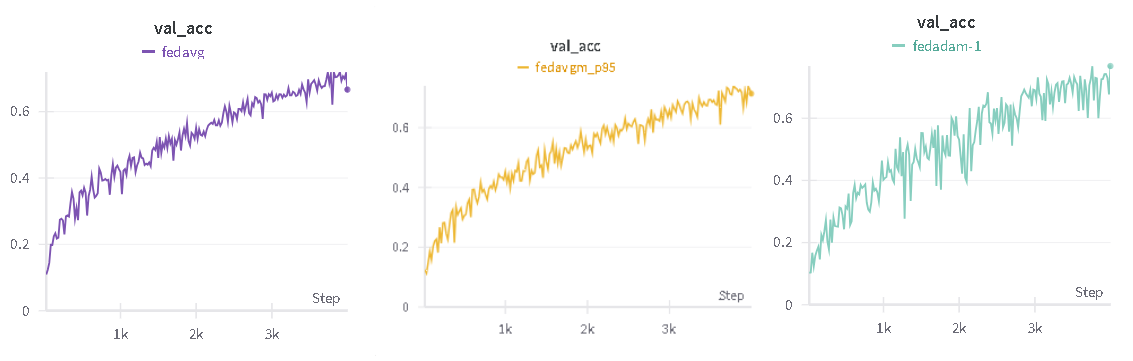 val_acc
fedavg
0.6
0.4
0.2
0
1k
2k
3k
Step
val_acc
fedavgm_p95
0.6
0.4
0.2
0
1k
2k
3k
Step
val_acc
fedadam-1
0.6
0.4
0.2
0
1k
2k
3k
Step